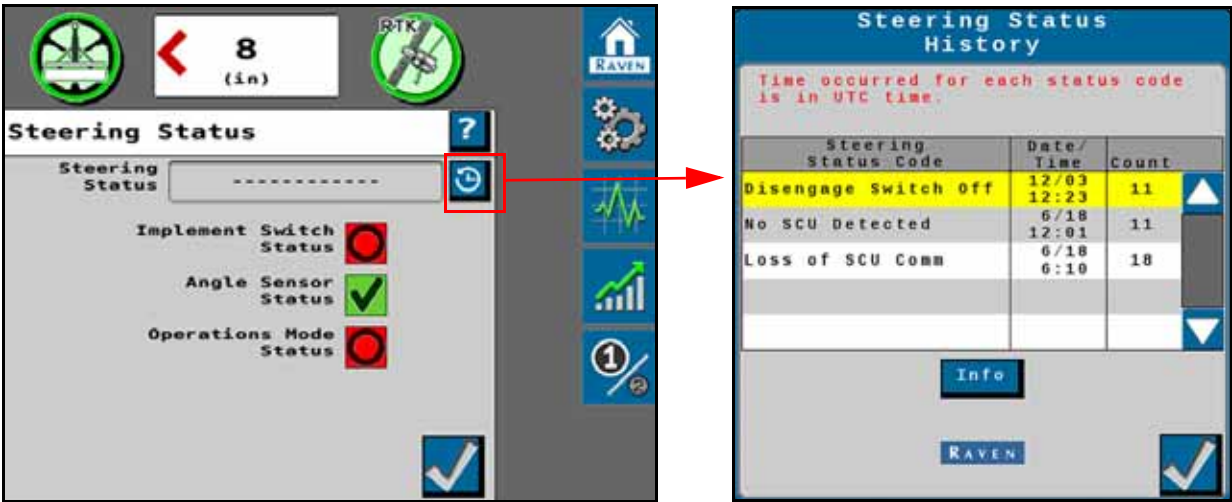 8
(in)
RTK
RAVEN
Steering Status
?
Steering
Status
------------
Implement Switch
Status
Angle Sensor
Status
Operations Mode
Status
1/2
Steering Status
History
Time occurred for each status code
is in UTC time.
Steering
Status Code
Date/
Time
Count
Disengage Switch Off
12/03
12:23
11
No SCU Detected
6/18
12:01
11
Loss of SCU Comm
6/18
6:10
18
Info
RAVEN